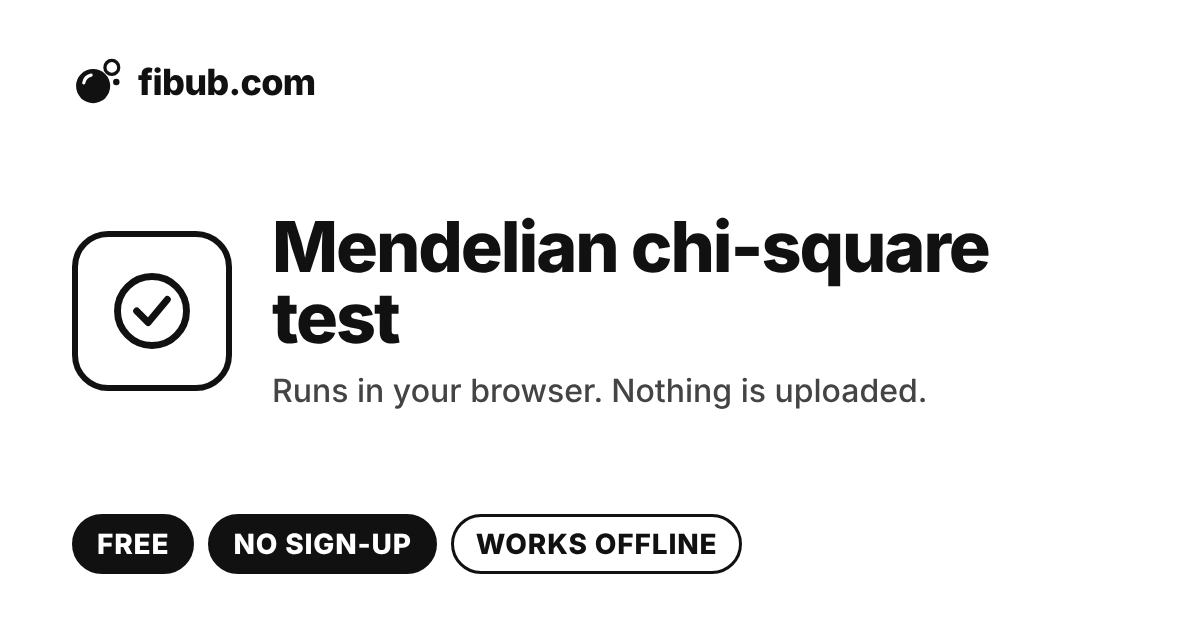 fibub.com
Mendelian chi-square
test
Runs in your browser. Nothing is uploaded.
FREE
NO SIGN-UP
WORKS OFFLINE